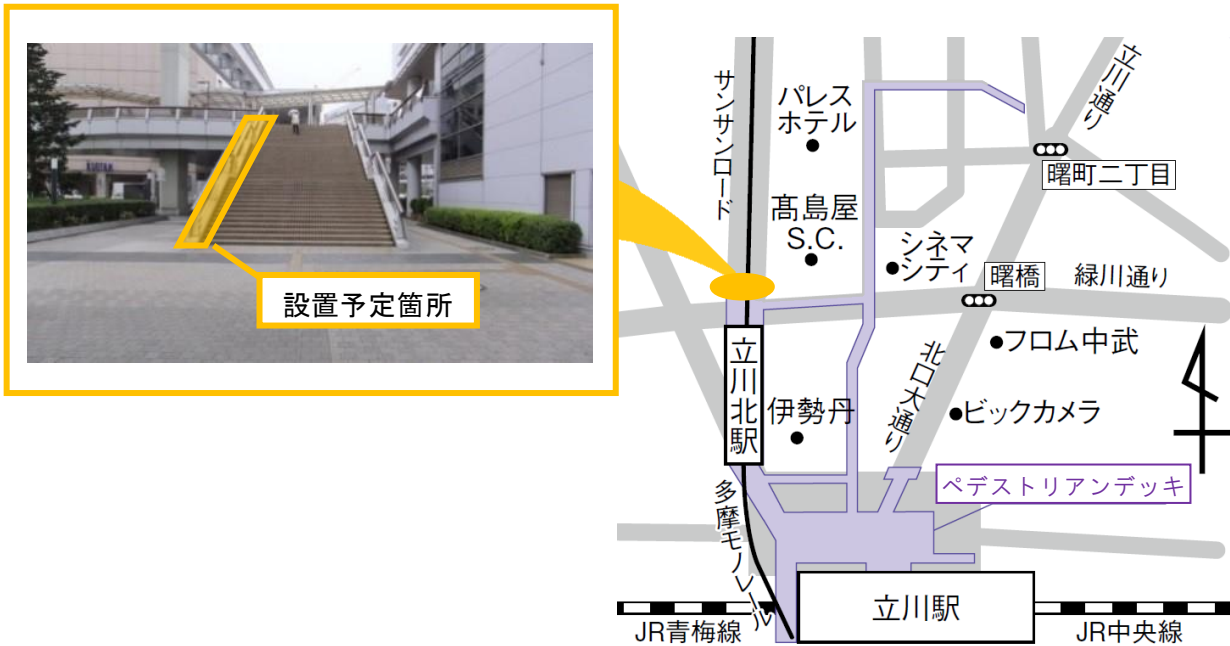 設置予定箇所
サンサンロード
パレス
ホテル
立川通り
曙町二丁目
髙島屋
S.C.
シネマ
シティ
曙橋
緑川通り
フロム中武
立川北駅
伊勢丹
北口大通り
ビックカメラ
ペデストリアンデッキ
多摩モノレール
立川駅
JR青梅線
JR中央線